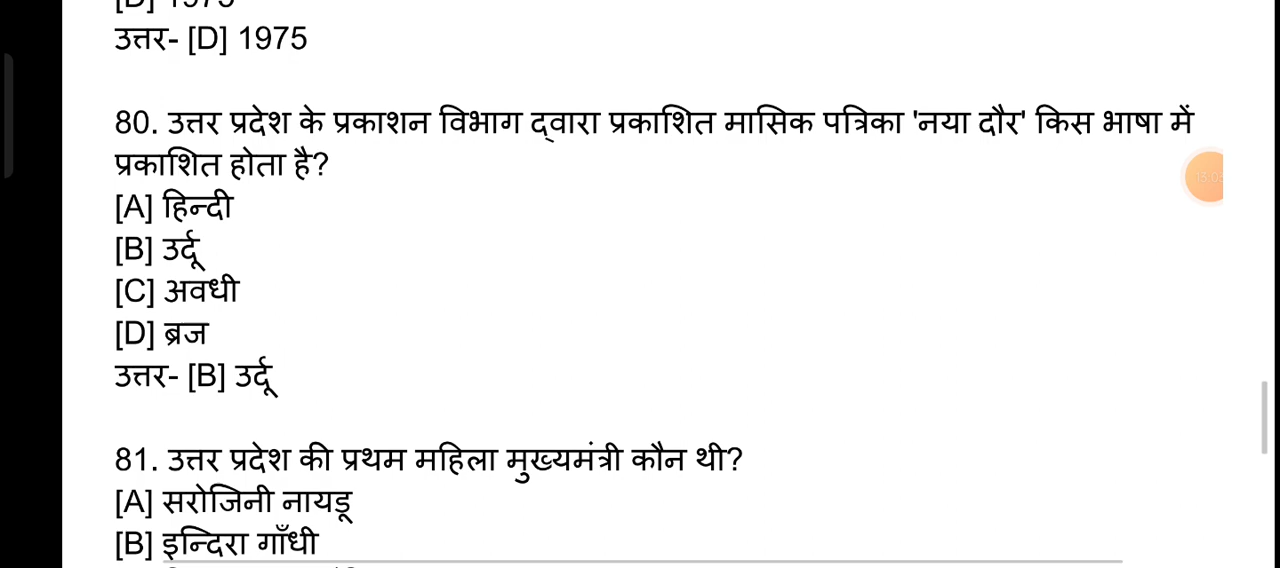 [D] 1975
उत्तर- [D] 1975
80. उत्तर प्रदेश के प्रकाशन विभाग द्वारा प्रकाशित मासिक पत्रिका 'नया दौर' किस भाषा में
प्रकाशित होता है?
[A] हिन्दी
[B] उर्दू
[C] अवधी
[D] ब्रज
उत्तर- [B] उर्दू
81. उत्तर प्रदेश की प्रथम महिला मुख्यमंत्री कौन थी?
[A] सरोजिनी नायडू
[B] इन्दिरा गाँधी